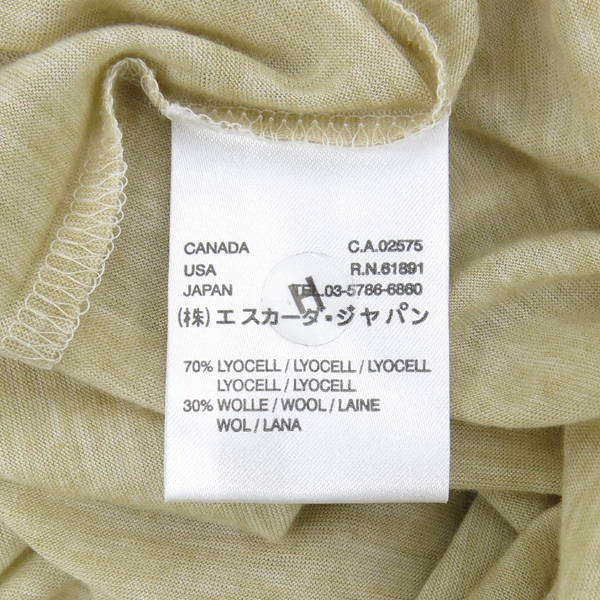 CANADA C.A.02575
USA R.N.61891
JAPAN TEL.03-5786-6860
H
(株)エスカーダ・ジャパン
70% LYOCELL / LYOCELL / LYOCELL
LYOCELL / LYOCELL
30% WOLLE / WOOL / LAINE
WOL / LANA